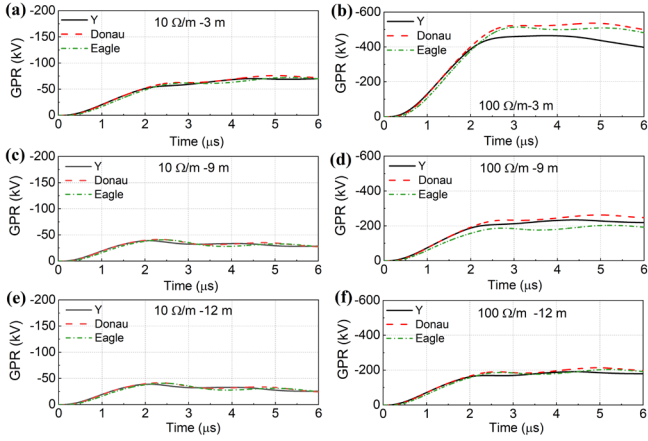 (a)
-200
-150
-100
-50
0
GPR (kV)
Y
Donau
Eagle
10 Ω/m -3 m
0 1 2 3 4 5 6
Time (μs)
(b)
-600
-400
-200
0
GPR (kV)
Y
Donau
Eagle
100 Ω/m-3 m
0 1 2 3 4 5 6
Time (μs)
(c)
-200
-150
-100
-50
0
GPR (kV)
Y
Donau
Eagle
10 Ω/m -9 m
0 1 2 3 4 5 6
Time (μs)
(d)
-600
-400
-200
0
GPR (kV)
Y
Donau
Eagle
100 Ω/m -9 m
0 1 2 3 4 5 6
Time (μs)
(e)
-200
-150
-100
-50
0
GPR (kV)
Y
Donau
Eagle
10 Ω/m -12 m
0 1 2 3 4 5 6
Time (μs)
(f)
-600
-400
-200
0
GPR (kV)
Y
Donau
Eagle
100 Ω/m -12 m
0 1 2 3 4 5 6
Time (μs)